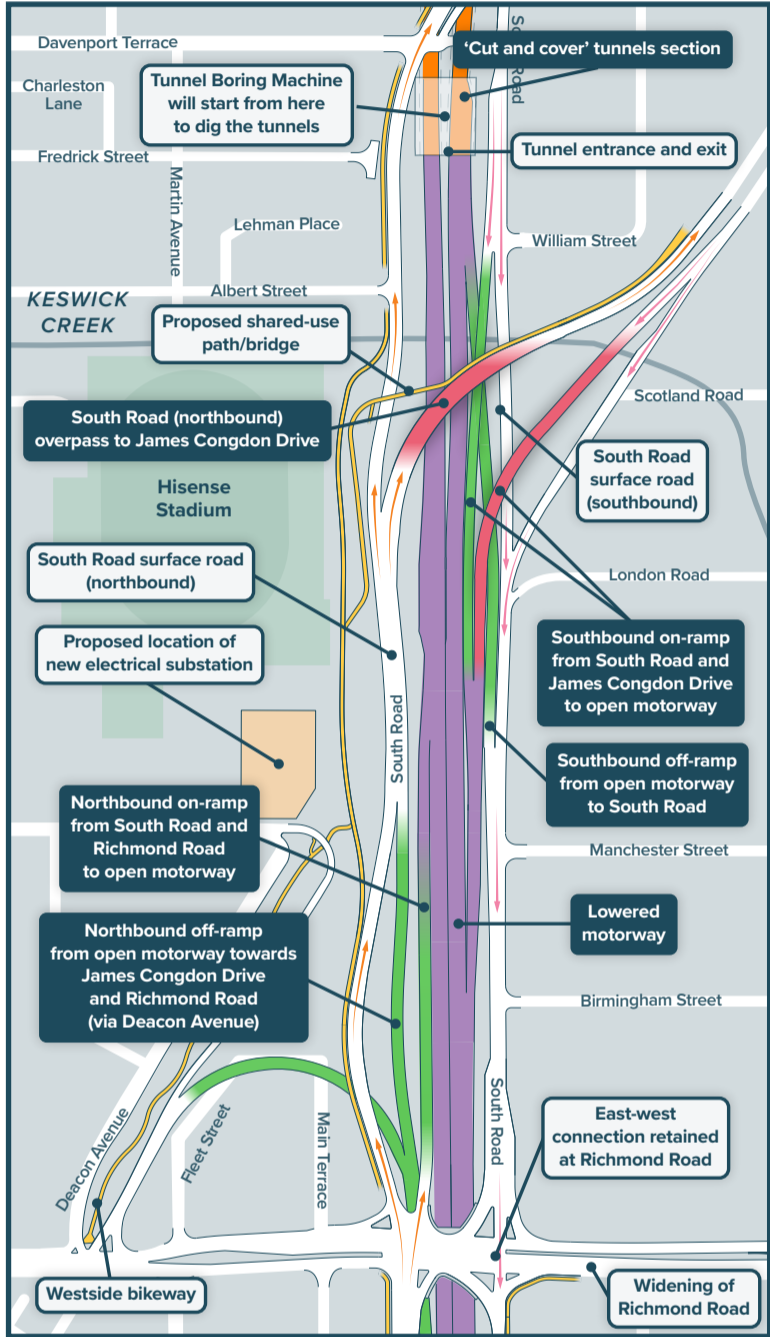 Davenport Terrace
South Road
'Cut and cover' tunnels section
Charleston
Lane
Tunnel Boring Machine
will start from here
to dig the tunnels
Fredrick Street
Tunnel entrance and exit
Martin Avenue
Lehman Place
William Street
Albert Street
KESWICK
CREEK
Proposed shared-use
path/bridge
Scotland Road
South Road (northbound)
overpass to James Congdon Drive
South Road
surface road
(southbound)
Hisense
Stadium
South Road surface road
(northbound)
London Road
Proposed location of
new electrical substation
Southbound on-ramp
from South Road and
James Congdon Drive
to open motorway
South Road
Southbound off-ramp
from open motorway
to South Road
Northbound on-ramp
from South Road and
Richmond Road
to open motorway
Manchester Street
Lowered
motorway
Northbound off-ramp
from open motorway towards
James Congdon Drive
and Richmond Road
(via Deacon Avenue)
Birmingham Street
South Road
East-west
connection retained
at Richmond Road
Deacon Avenue
Fleet Street
Main Terrace
Westside bikeway
Widening of
Richmond Road